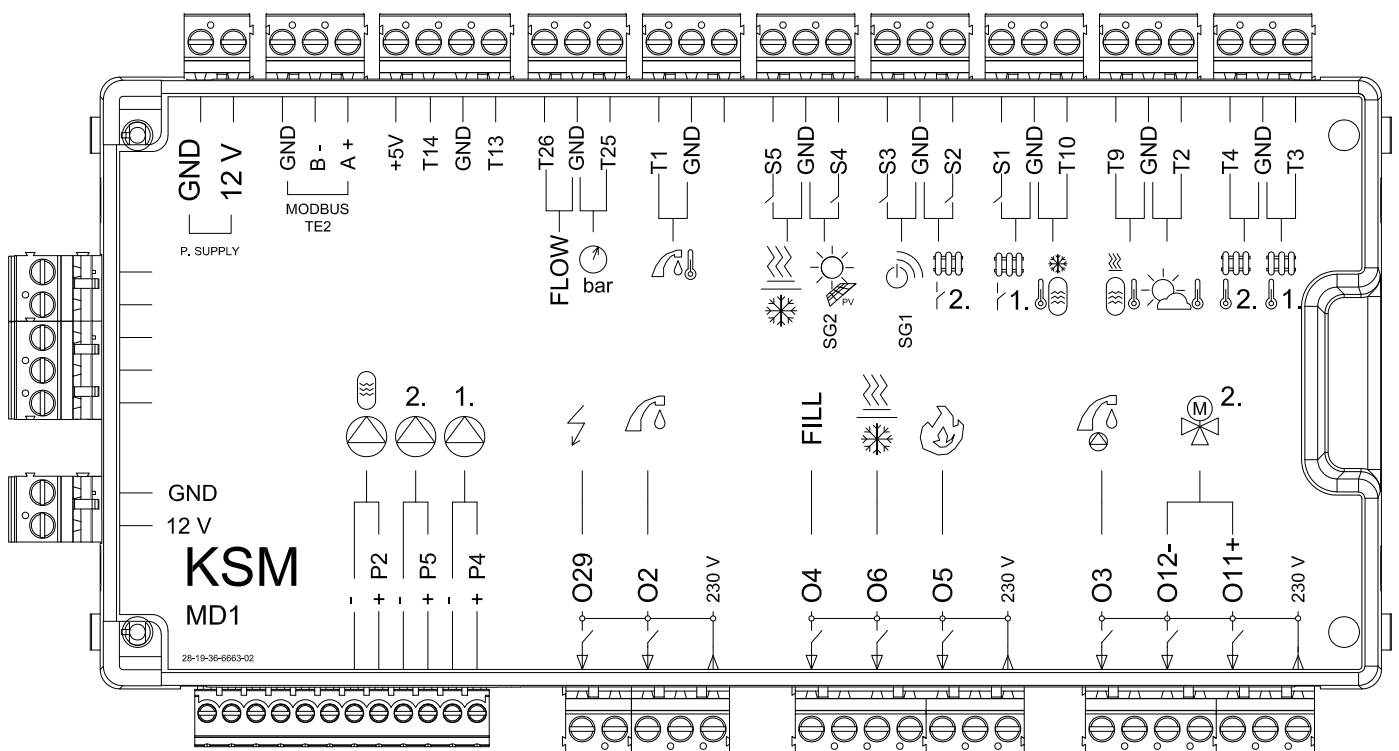 GND
12 V
P. SUPPLY
GND
B -
A +
MODBUS
TE2
+5V
T14
GND
T13
T26
GND
T25
FLOW
bar
T1
GND
S5
GND
S4
PV
SG2
S3
GND
S2
SG1
2.
S1
GND
T10
1.
T9
GND
T2
T4
GND
T3
2.
1.
2.
1.
FILL
M
2.
GND
12 V
KSM
MD1
28-19-36-6663-02
-
+ P2
-
+ P5
-
+ P4
O29
O2
230 V
O4
O6
O5
230 V
O3
O12-
O11+
230 V